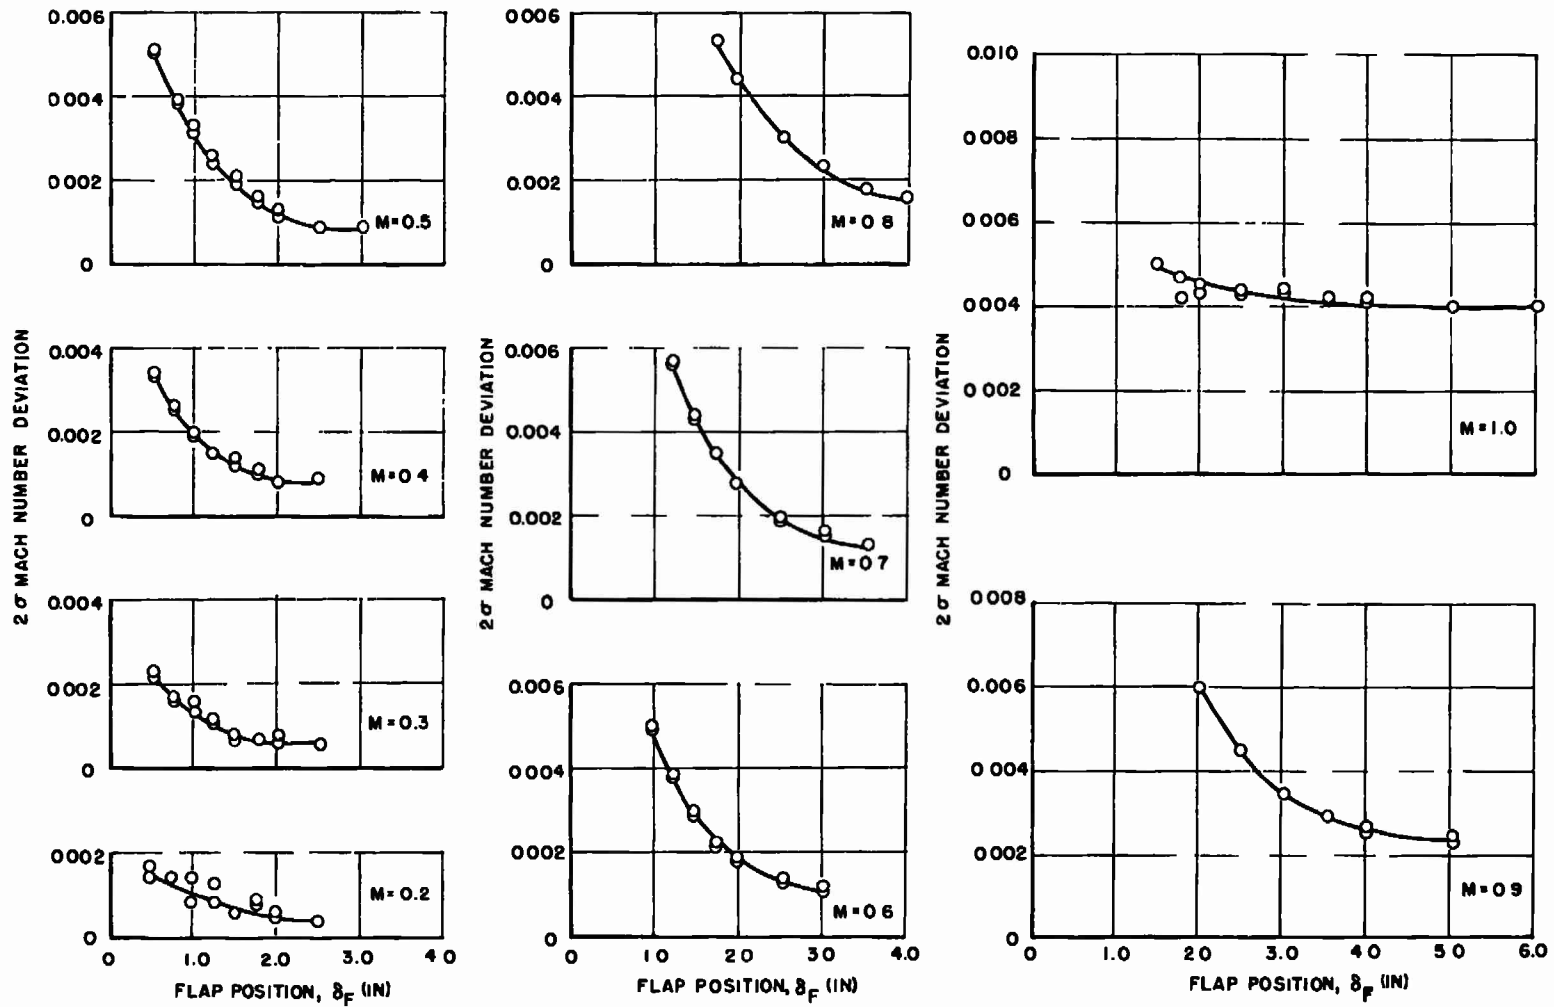 2σ MACH NUMBER DEVIATION
0.006
0 004
0 002
0
M=0.5
0.004
0.002
0
M=0 4
0.004
0 002
0
M=0.3
0 002
0
M=0.2
0 1.0 2.0 3.0 4 0
FLAP POSITION, δF (IN)
2σ MACH NUMBER DEVIATION
0 006
0.004
0.002
0
M=0 8
0.006
0.004
0.002
0
M=0 7
0.006
0 004
0 002
0
M=0 6
0 1 0 2 0 3 0 4.0
FLAP POSITION, δF (IN)
2σ MACH NUMBER DEVIATION
0.010
0.008
0 006
0.004
0.002
0
M=1.0
0.008
0.006
0.004
0.002
0
M=0 9
0 1.0 2 0 3.0 4 0 5 0 6.0
FLAP POSITION, δF (IN)